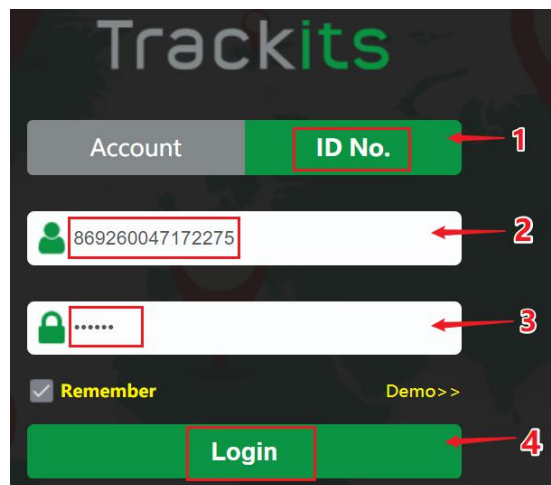 Trackits
Account ID No. 1
869260047172275 2
•••••• 3
Remember Demo>>
Login 4